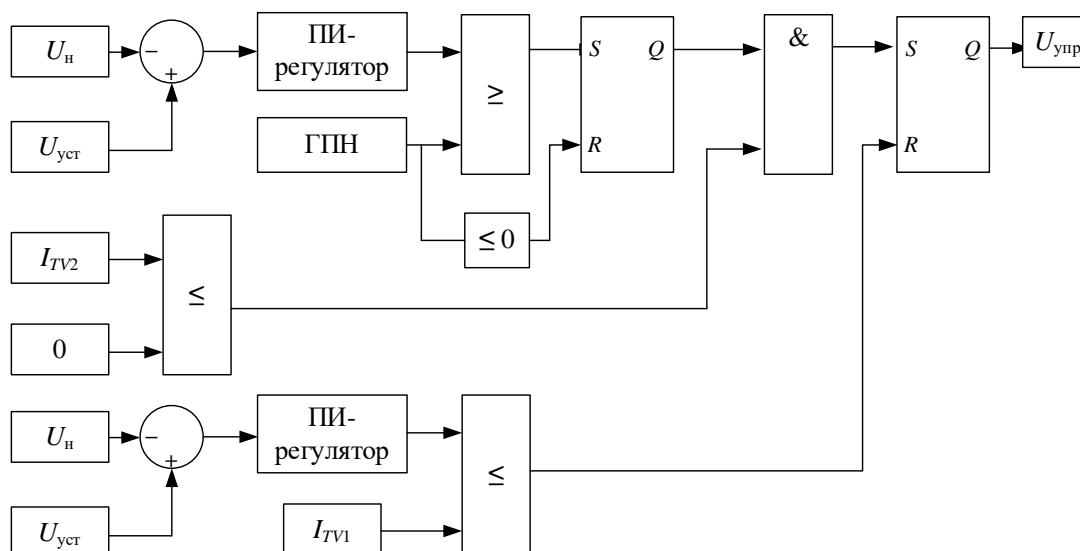 Uн
−
+
Uуст
ПИ-
регулятор
ГПН
≥
≤ 0
S
Q
R
&
S
Q
R
Uупр
ITV2
0
≤
Uн
−
+
Uуст
ПИ-
регулятор
ITV1
≤